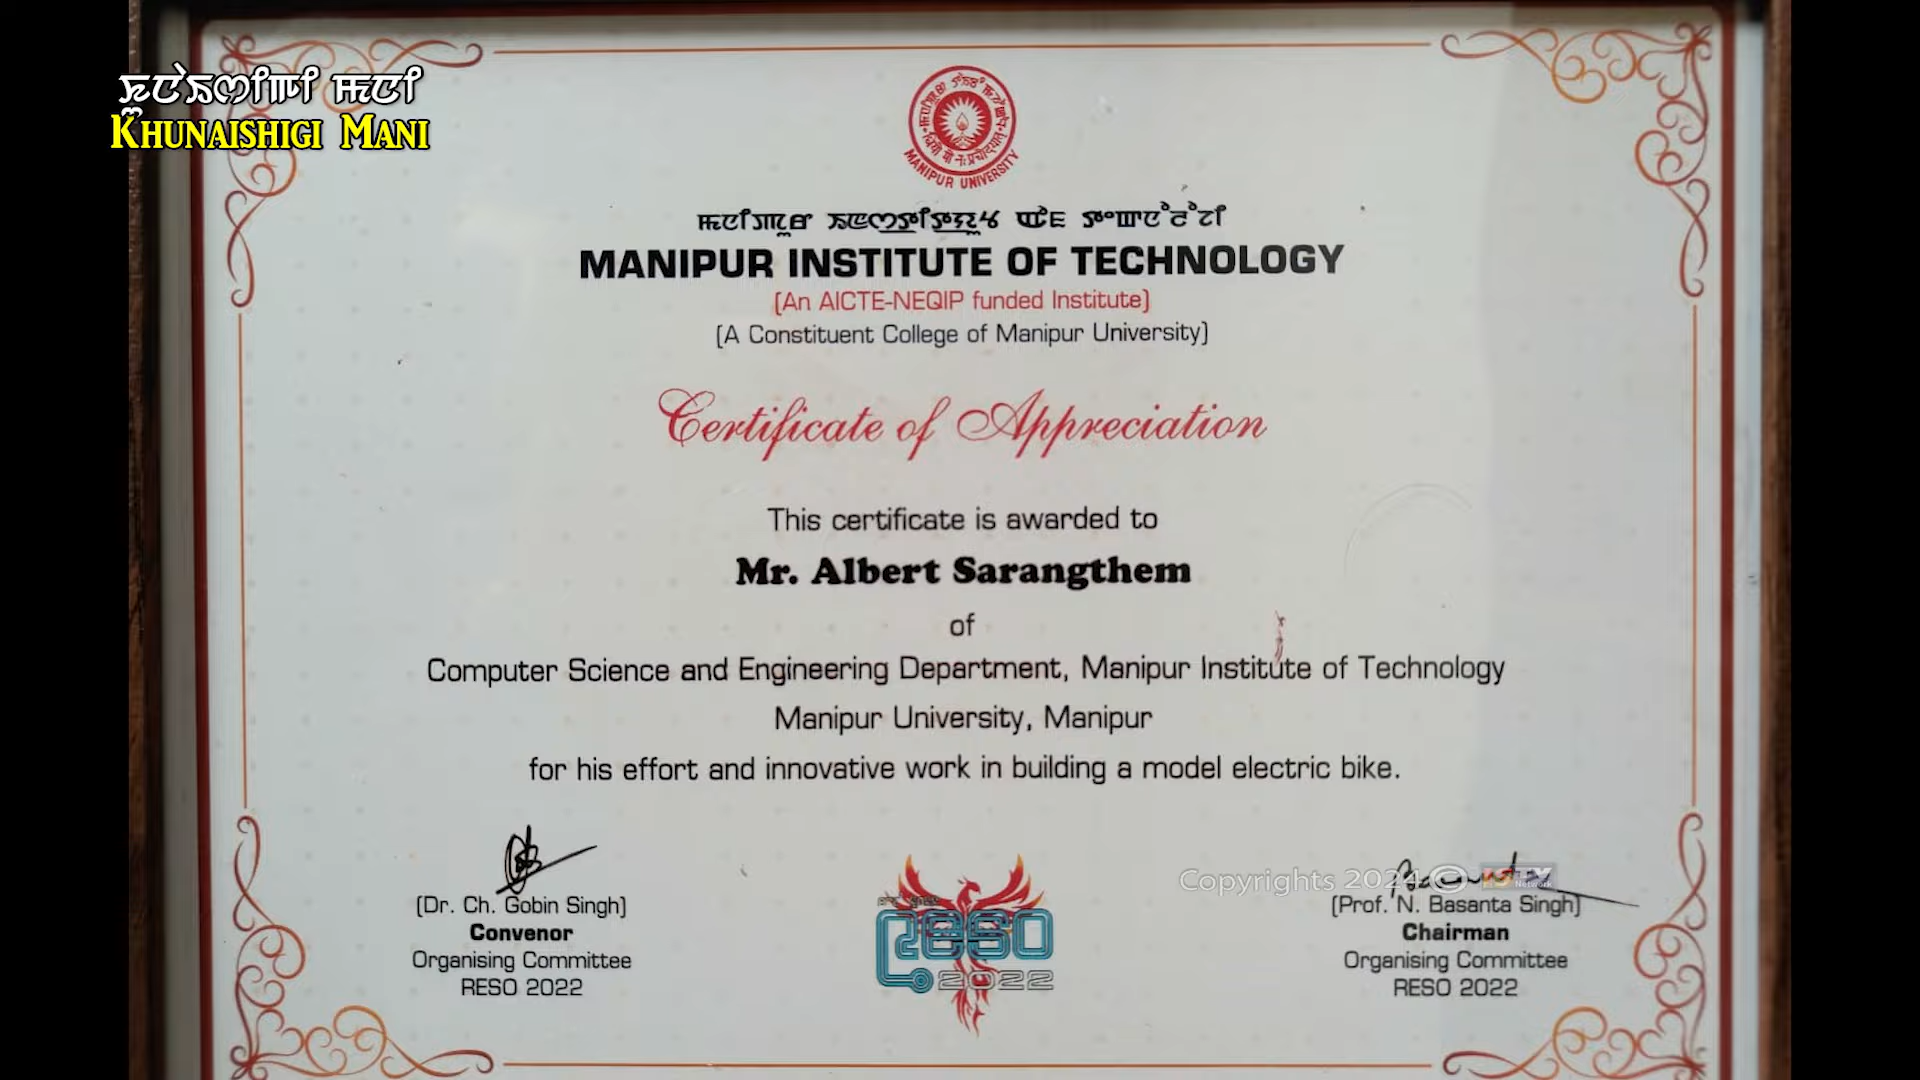 ꯈꯨꯅꯥꯏꯁꯤꯒꯤ ꯃꯅꯤ
KHUNAISHIGI MANI
MANIPUR UNIVERSITY
MANIPUR INSTITUTE OF TECHNOLOGY
(An AICTE-NEQIP funded Institute)
(A Constituent College of Manipur University)
Certificate of Appreciation
This certificate is awarded to
Mr. Albert Sarangthem
of
Computer Science and Engineering Department, Manipur Institute of Technology
Manipur University, Manipur
for his effort and innovative work in building a model electric bike.
Copyrights 2024 ©
Network
(Dr. Ch. Gobin Singh)
Convenor
Organising Committee
RESO 2022
RESO
2022
(Prof. N. Basanta Singh)
Chairman
Organising Committee
RESO 2022